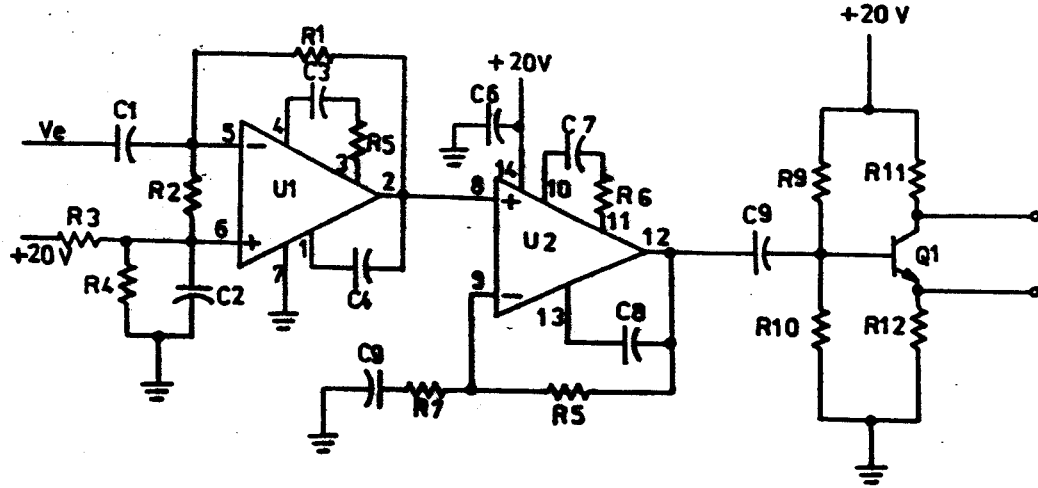 +20 V
R1
C3
+20V
C6
C1
Ve
5
4
R5
C7
3
14
10
R9
R11
R2
U1
2
8
R6
11
R3
6
U2
C9
+20V
1
12
Q1
R4
C2
7
C4
9
13
C8
R10
R12
C9
R7
R5